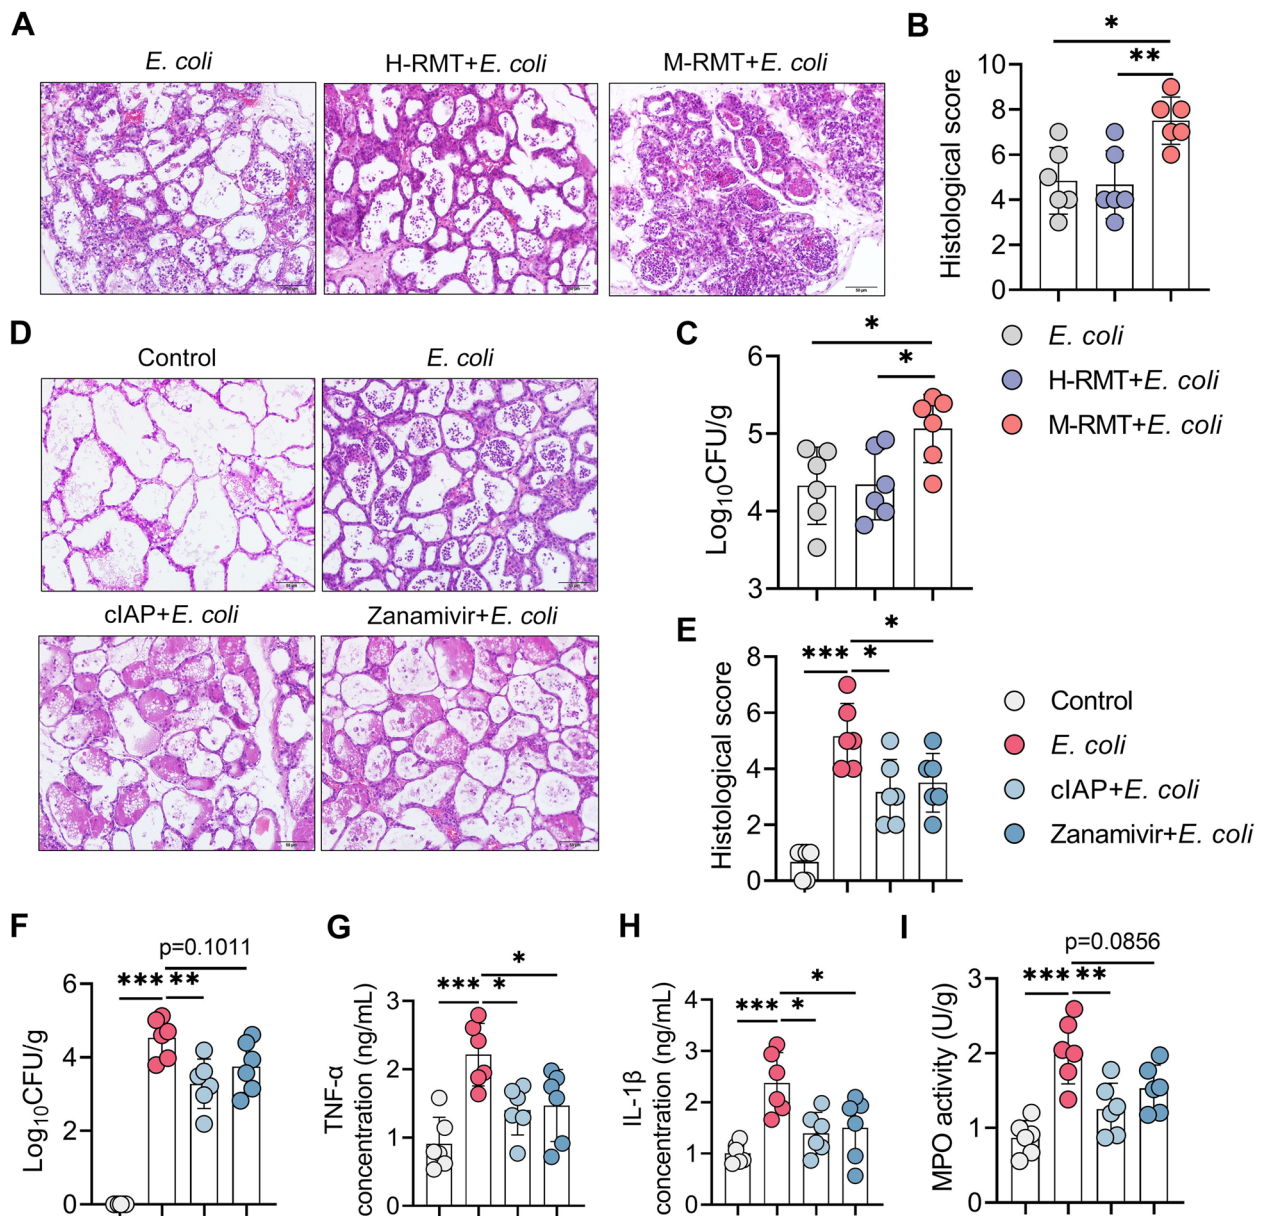 A
E. coli
H-RMT+E. coli
M-RMT+E. coli
B
*
**
Histological score
10
8
6
4
2
0
E. coli
H-RMT+E. coli
M-RMT+E. coli
C
*
*
Log10CFU/g
6
5
4
3
D
Control
E. coli
cIAP+E. coli
Zanamivir+E. coli
E
*
*** *
Histological score
8
6
4
2
0
Control
E. coli
cIAP+E. coli
Zanamivir+E. coli
F
p=0.1011
*** **
Log10CFU/g
6
4
2
0
G
*
*** *
TNF-α
concentration (ng/mL)
3
2
1
0
H
*
*** *
IL-1β
concentration (ng/mL)
4
3
2
1
0
I
p=0.0856
*** **
MPO activity (U/g)
3
2
1
0